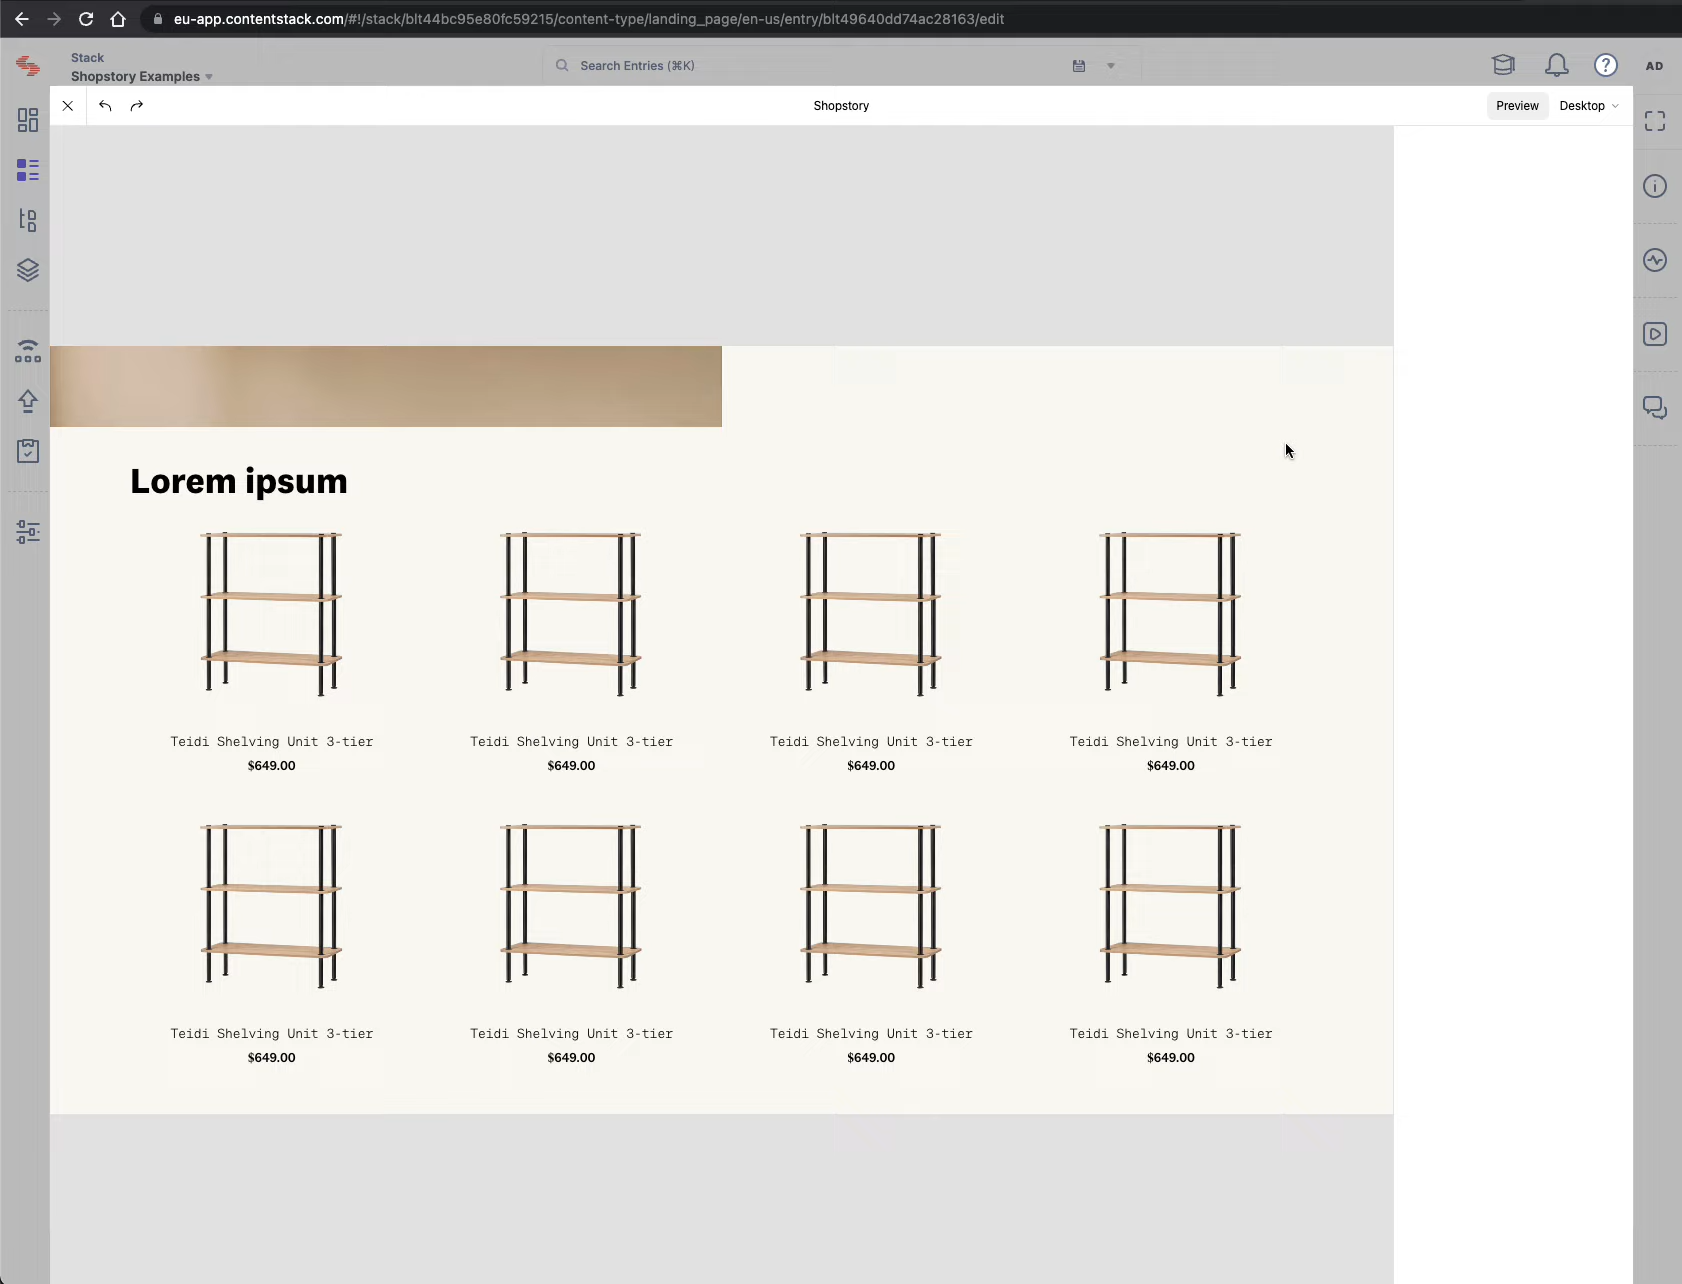 eu-app.contentstack.com/#!/stack/blt44bc95e80fc59215/content-type/landing_page/en-us/entry/blt49640dd74ac28163/edit
Stack
Shopstory Examples
Search Entries (⌘K)
?
AD
Shopstory
Preview
Desktop
Lorem ipsum
Teidi Shelving Unit 3-tier
$649.00
Teidi Shelving Unit 3-tier
$649.00
Teidi Shelving Unit 3-tier
$649.00
Teidi Shelving Unit 3-tier
$649.00
Teidi Shelving Unit 3-tier
$649.00
Teidi Shelving Unit 3-tier
$649.00
Teidi Shelving Unit 3-tier
$649.00
Teidi Shelving Unit 3-tier
$649.00